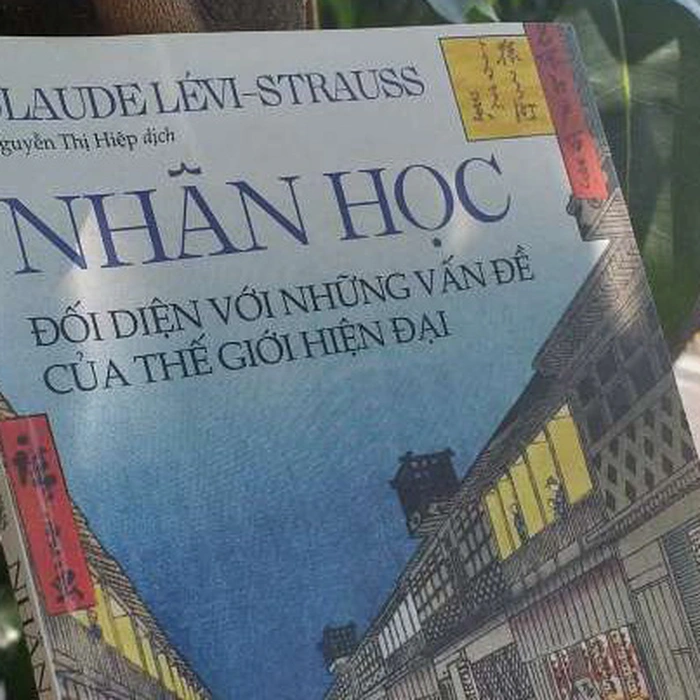 LAUDE LÉVI-STRAUSS
guyễn Thị Hiệp dịch
NHÂN HỌC
ĐỐI DIỆN VỚI NHỮNG VẤN ĐỀ
CỦA THẾ GIỚI HIỆN ĐẠI